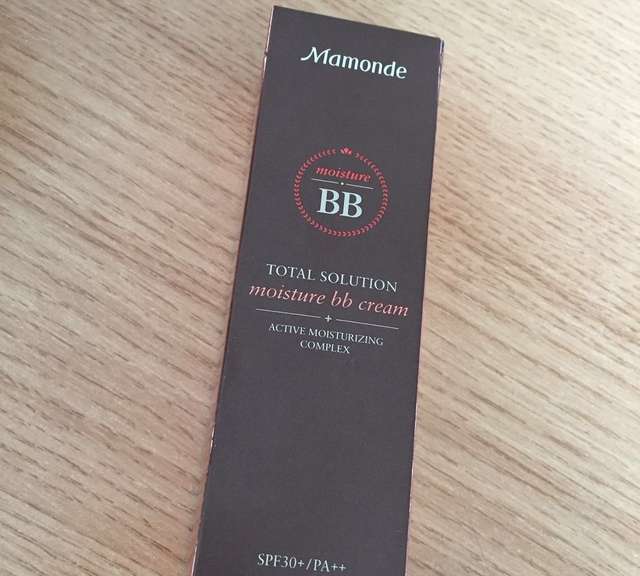 Mamonde
moisture
BB
TOTAL SOLUTION
moisture bb cream
ACTIVE MOISTURIZING
COMPLEX
SPF30+/PA++